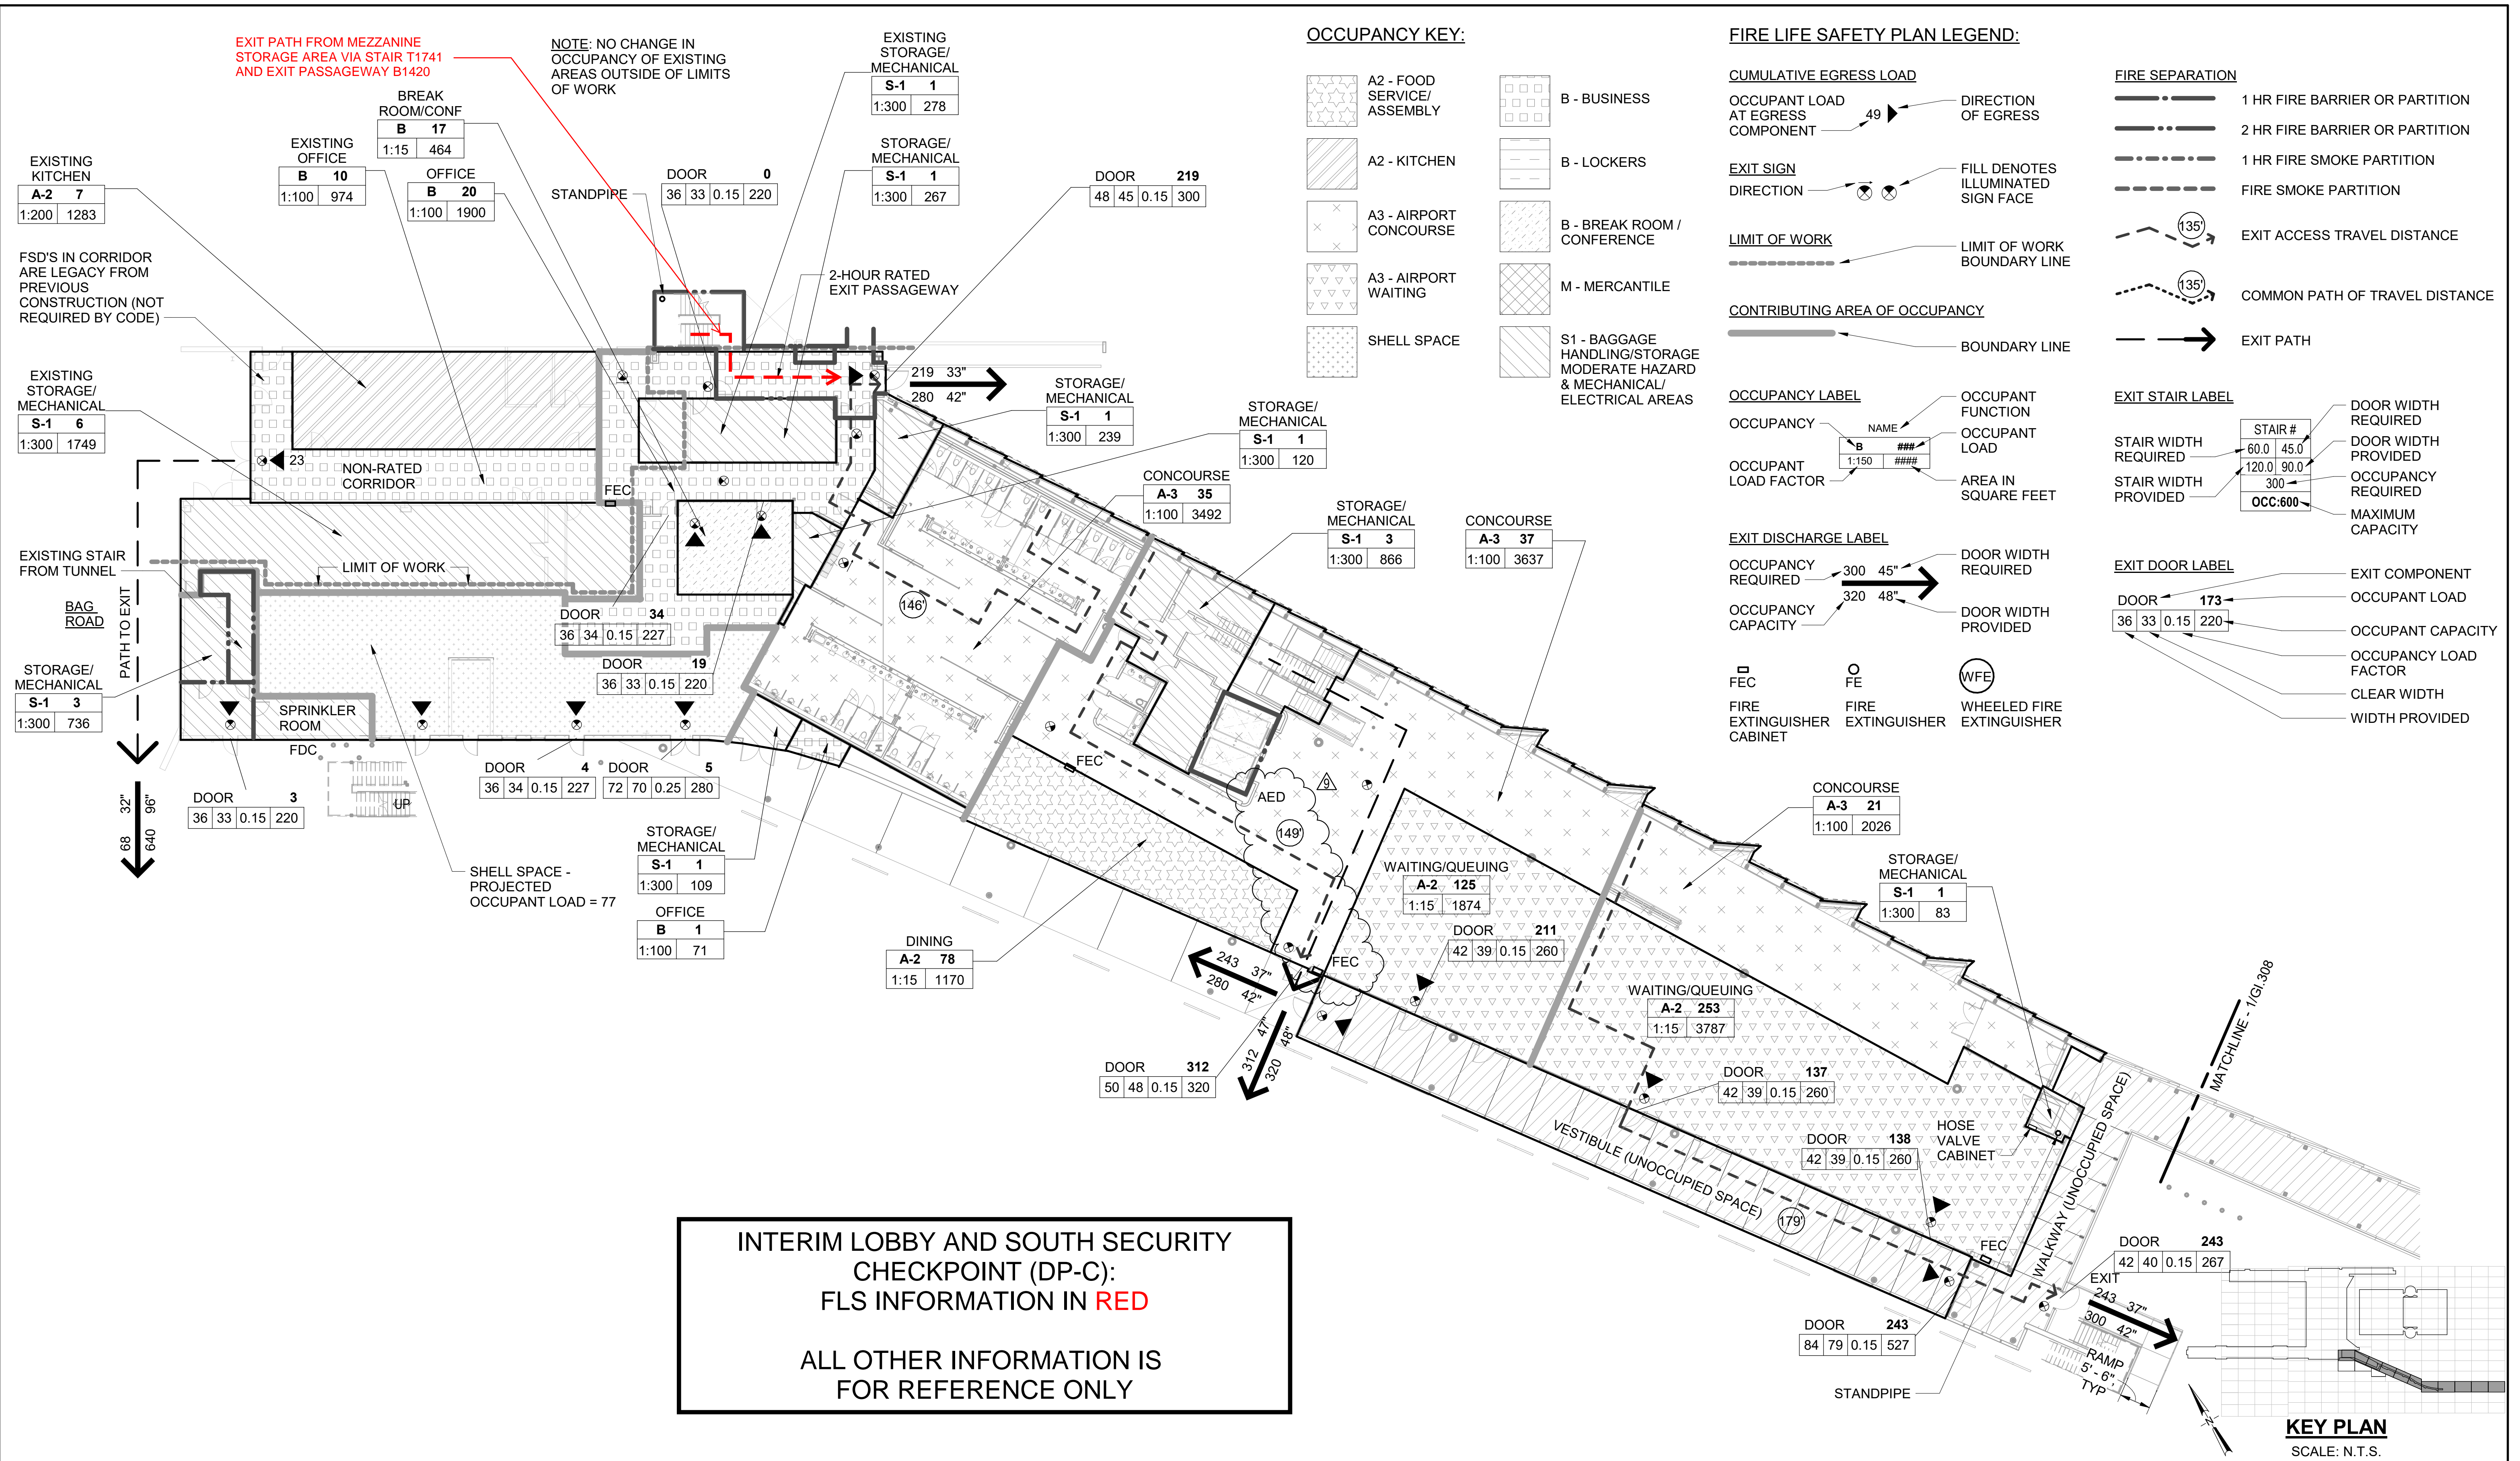 EXIT PATH FROM MEZZANINE
STORAGE AREA VIA STAIR T1741
AND EXIT PASSAGEWAY B1420
NOTE: NO CHANGE IN
OCCUPANCY OF EXISTING
AREAS OUTSIDE OF LIMITS
OF WORK
EXISTING
STORAGE/
MECHANICAL
S-1 1
1:300 278
BREAK
ROOM/CONF
B 17
1:15 464
EXISTING
OFFICE
B 10
1:100 974
OFFICE
B 20
1:100 1900
EXISTING
KITCHEN
A-2 7
1:200 1283
STANDPIPE
DOOR 0
36 33 0.15 220
STORAGE/
MECHANICAL
S-1 1
1:300 267
DOOR 219
48 45 0.15 300
FSD'S IN CORRIDOR
ARE LEGACY FROM
PREVIOUS
CONSTRUCTION (NOT
REQUIRED BY CODE)
2-HOUR RATED
EXIT PASSAGEWAY
EXISTING
STORAGE/
MECHANICAL
S-1 6
1:300 1749
219 33"
280 42"
STORAGE/
MECHANICAL
S-1 1
1:300 239
STORAGE/
MECHANICAL
S-1 1
1:300 120
23
NON-RATED
CORRIDOR
FEC
CONCOURSE
A-3 35
1:100 3492
STORAGE/
MECHANICAL
S-1 3
1:300 866
CONCOURSE
A-3 37
1:100 3637
EXISTING STAIR
FROM TUNNEL
LIMIT OF WORK
BAG
ROAD
PATH TO EXIT
146'
DOOR 34
36 34 0.15 227
DOOR 19
36 33 0.15 220
STORAGE/
MECHANICAL
S-1 3
1:300 736
SPRINKLER
ROOM
FDC
UP
DOOR 3
36 33 0.15 220
DOOR 4
36 34 0.15 227
DOOR 5
72 70 0.25 280
68 32"
640 96"
SHELL SPACE -
PROJECTED
OCCUPANT LOAD = 77
STORAGE/
MECHANICAL
S-1 1
1:300 109
OFFICE
B 1
1:100 71
FEC
AED
9
149'
DINING
A-2 78
1:15 1170
WAITING/QUEUING
A-2 125
1:15 1874
CONCOURSE
A-3 21
1:100 2026
STORAGE/
MECHANICAL
S-1 1
1:300 83
243 37"
280 42"
FEC
DOOR 211
42 39 0.15 260
312 47"
320 48"
DOOR 312
50 48 0.15 320
WAITING/QUEUING
A-2 253
1:15 3787
DOOR 137
42 39 0.15 260
DOOR 138
42 39 0.15 260
HOSE
VALVE
CABINET
VESTIBULE (UNOCCUPIED SPACE)
WALKWAY (UNOCCUPIED SPACE)
MATCHLINE - 1/GI.308
179'
FEC
DOOR 243
42 40 0.15 267
EXIT
243 37"
300 42"
DOOR 243
84 79 0.15 527
STANDPIPE
RAMP
5' - 6",
TYP
N
KEY PLAN
SCALE: N.T.S.
INTERIM LOBBY AND SOUTH SECURITY
CHECKPOINT (DP-C):
FLS INFORMATION IN RED
ALL OTHER INFORMATION IS
FOR REFERENCE ONLY
OCCUPANCY KEY:
A2 - FOOD
SERVICE/
ASSEMBLY
A2 - KITCHEN
A3 - AIRPORT
CONCOURSE
A3 - AIRPORT
WAITING
SHELL SPACE
B - BUSINESS
B - LOCKERS
B - BREAK ROOM /
CONFERENCE
M - MERCANTILE
S1 - BAGGAGE
HANDLING/STORAGE
MODERATE HAZARD
& MECHANICAL/
ELECTRICAL AREAS
FIRE LIFE SAFETY PLAN LEGEND:
CUMULATIVE EGRESS LOAD
OCCUPANT LOAD
AT EGRESS
COMPONENT
49
DIRECTION
OF EGRESS
EXIT SIGN
DIRECTION
FILL DENOTES
ILLUMINATED
SIGN FACE
LIMIT OF WORK
LIMIT OF WORK
BOUNDARY LINE
CONTRIBUTING AREA OF OCCUPANCY
BOUNDARY LINE
OCCUPANCY LABEL
OCCUPANCY
OCCUPANT
LOAD FACTOR
NAME
B ###
1:150 ####
OCCUPANT
FUNCTION
OCCUPANT
LOAD
AREA IN
SQUARE FEET
EXIT DISCHARGE LABEL
OCCUPANCY
REQUIRED
OCCUPANCY
CAPACITY
300 45"
320 48"
DOOR WIDTH
REQUIRED
DOOR WIDTH
PROVIDED
FEC
FIRE
EXTINGUISHER
CABINET
FE
FIRE
EXTINGUISHER
WFE
WHEELED FIRE
EXTINGUISHER
FIRE SEPARATION
1 HR FIRE BARRIER OR PARTITION
2 HR FIRE BARRIER OR PARTITION
1 HR FIRE SMOKE PARTITION
FIRE SMOKE PARTITION
135'
EXIT ACCESS TRAVEL DISTANCE
135'
COMMON PATH OF TRAVEL DISTANCE
EXIT PATH
EXIT STAIR LABEL
STAIR WIDTH
REQUIRED
STAIR WIDTH
PROVIDED
STAIR #
60.0 45.0
120.0 90.0
300
OCC:600
DOOR WIDTH
REQUIRED
DOOR WIDTH
PROVIDED
OCCUPANCY
REQUIRED
MAXIMUM
CAPACITY
EXIT DOOR LABEL
DOOR 173
36 33 0.15 220
EXIT COMPONENT
OCCUPANT LOAD
OCCUPANT CAPACITY
OCCUPANCY LOAD
FACTOR
CLEAR WIDTH
WIDTH PROVIDED